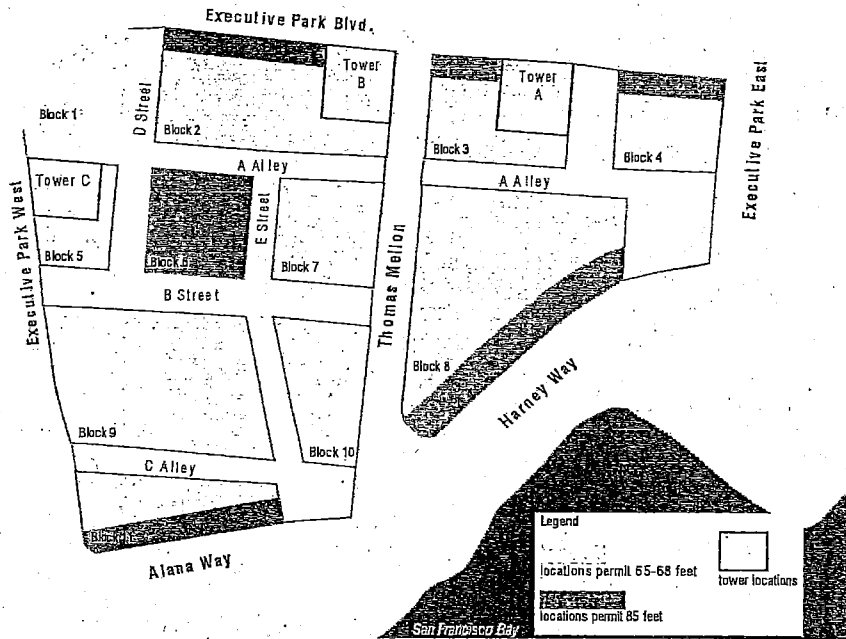 Executive Park Blvd.
Tower
B
Tower
A
Executive Park East
D Street
Block 1
Block 2
Block 3
Block 4
A Alley
A Alley
Tower C
E Street
Executive Park West
Block 5
Block 6
Block 7
Thomas Mellon
B Street
Block 8
Harney Way
Block 9
Block 10
C Alley
Alana Way
Legend
locations permit 65-68 feet
tower locations
locations permit 85 feet
San Francisco Bay